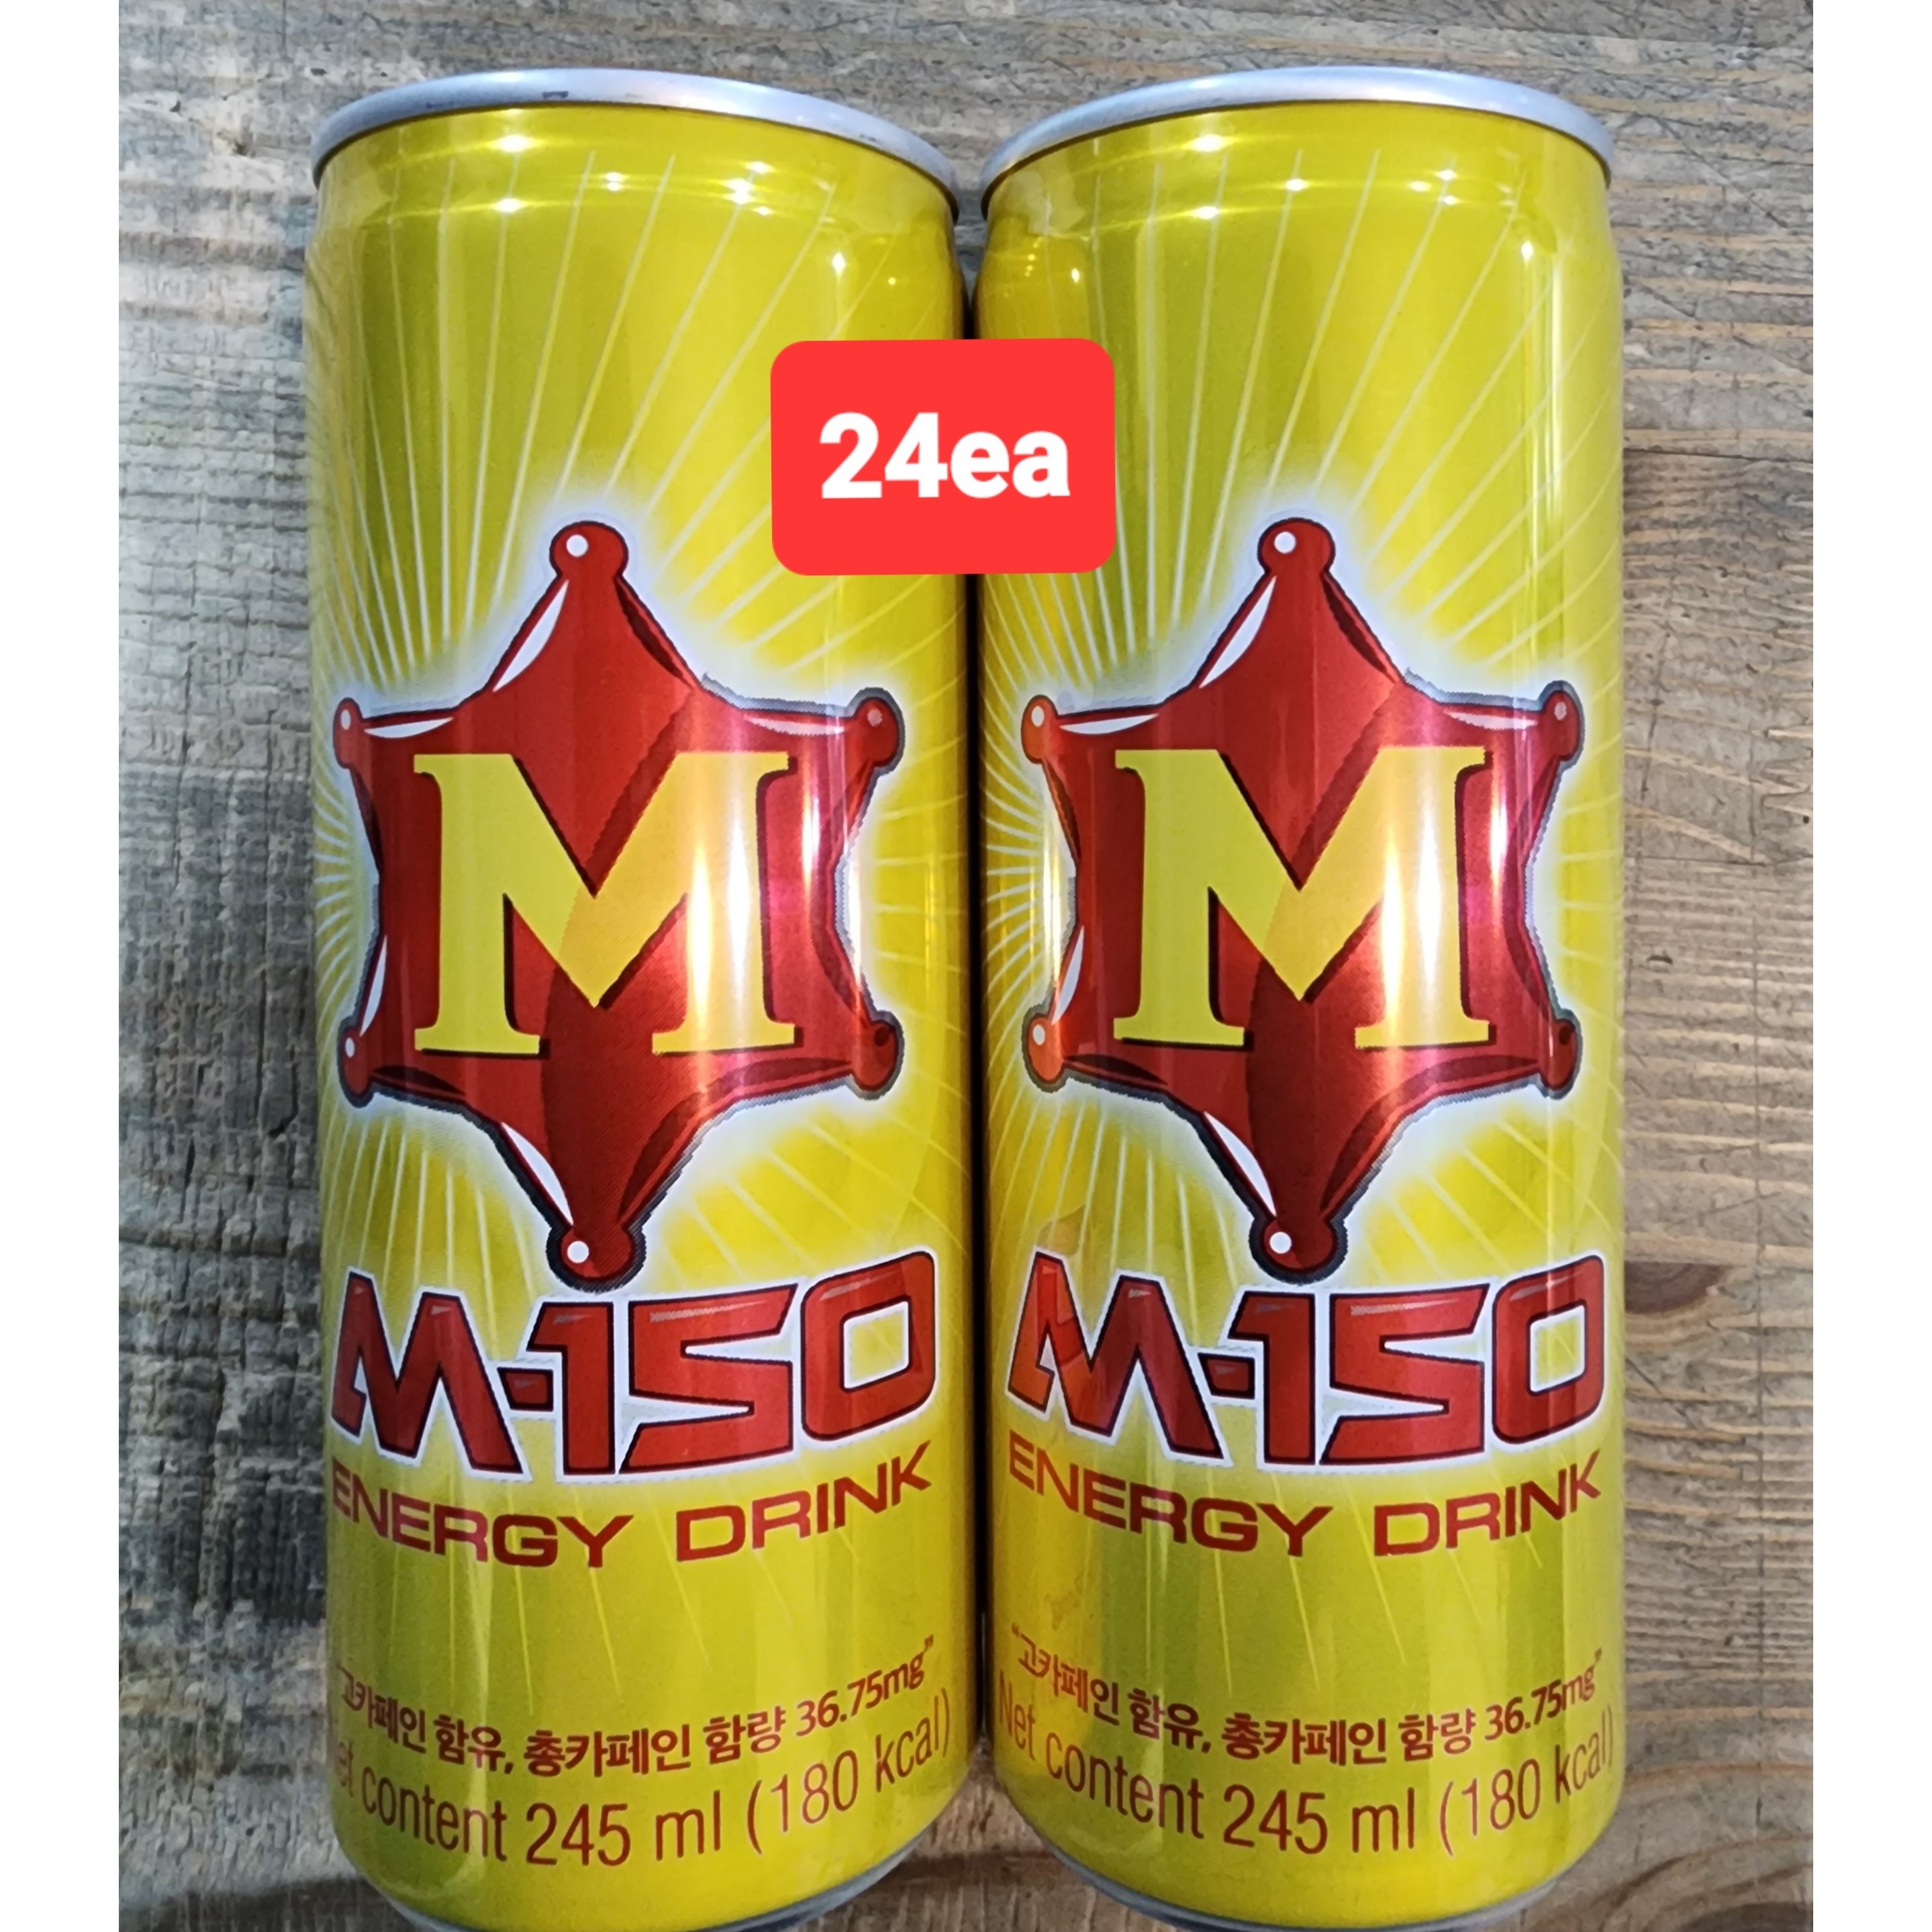 24ea
M
M-150
ENERGY DRINK
"고카페인 함유, 총카페인 함량 36.75mg"
content 245 ml (180 kcal)
M
M-150
ENERGY DRINK
"고카페인 함유, 총카페인 함량 36.75mg"
Net content 245 ml (180 kcal)